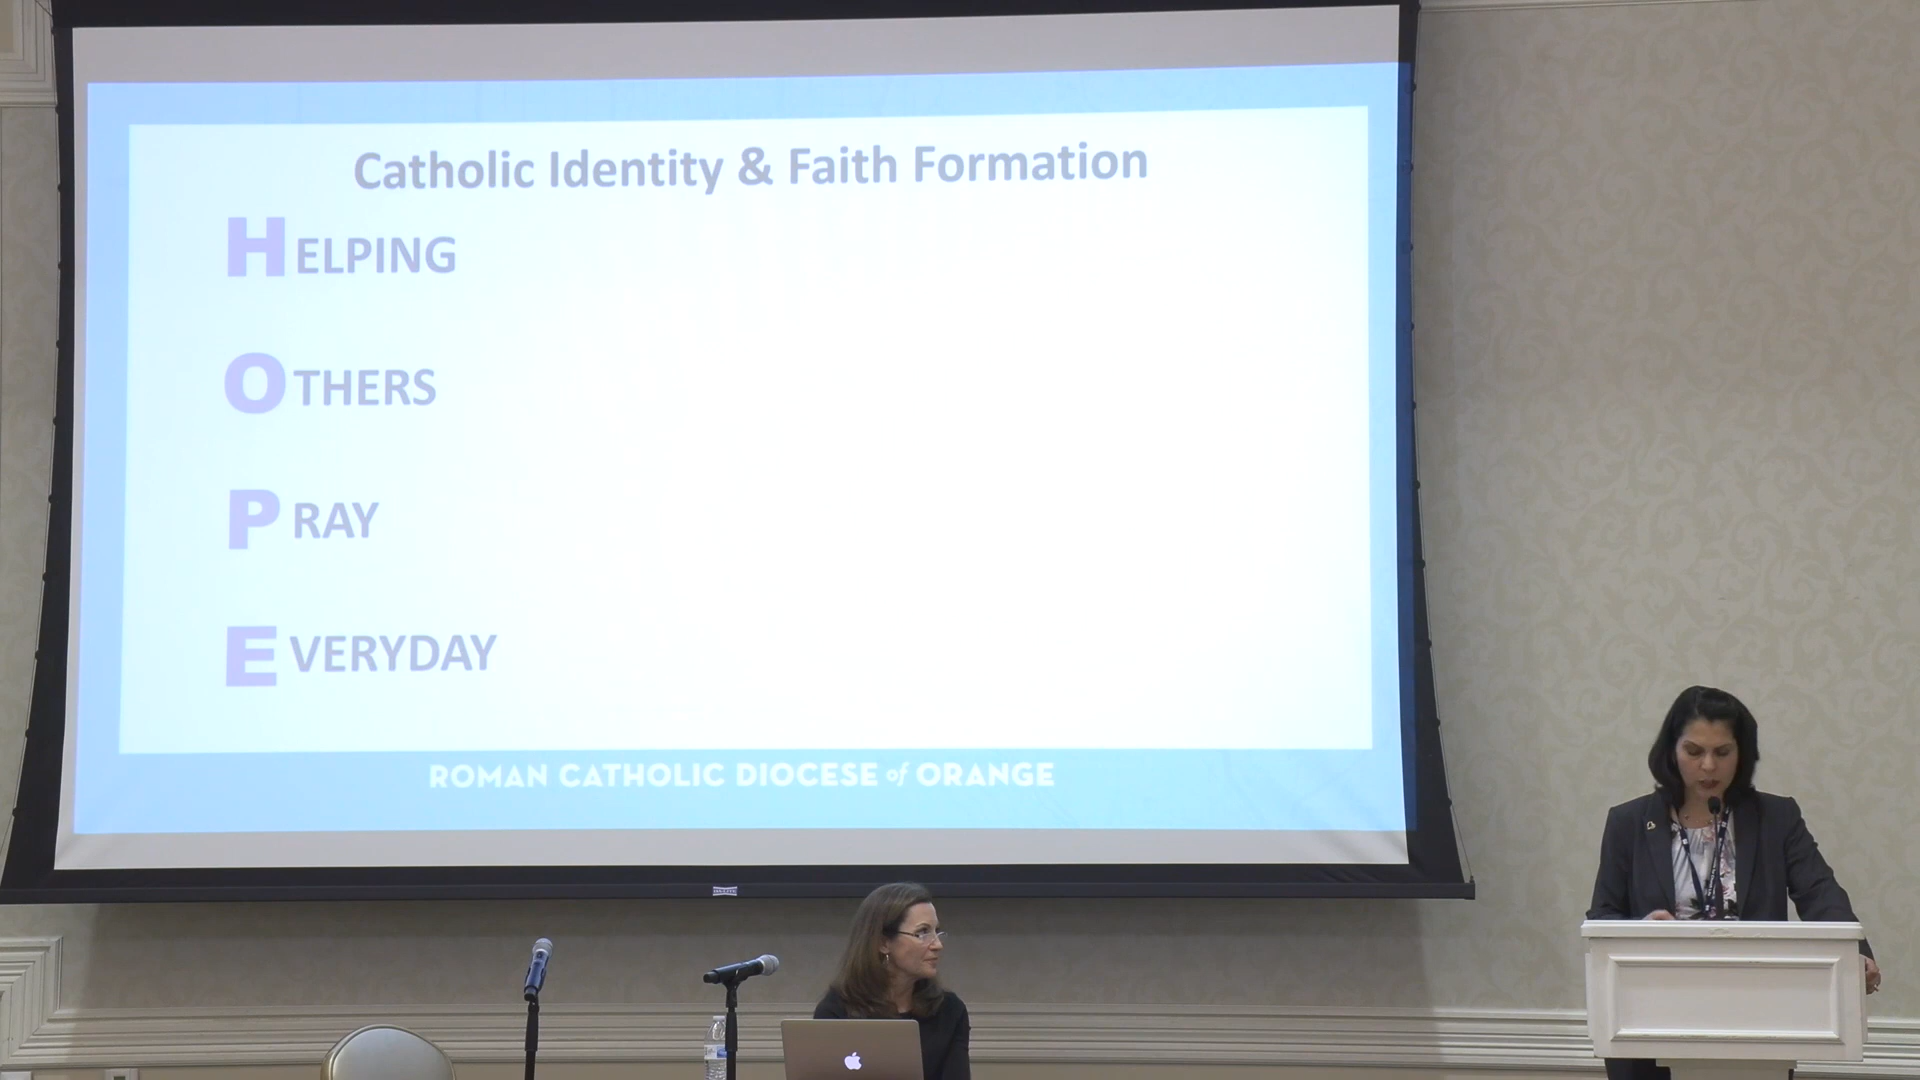 Catholic Identity & Faith Formation
HELPING
OTHERS
PRAY
EVERYDAY
ROMAN CATHOLIC DIOCESE of ORANGE